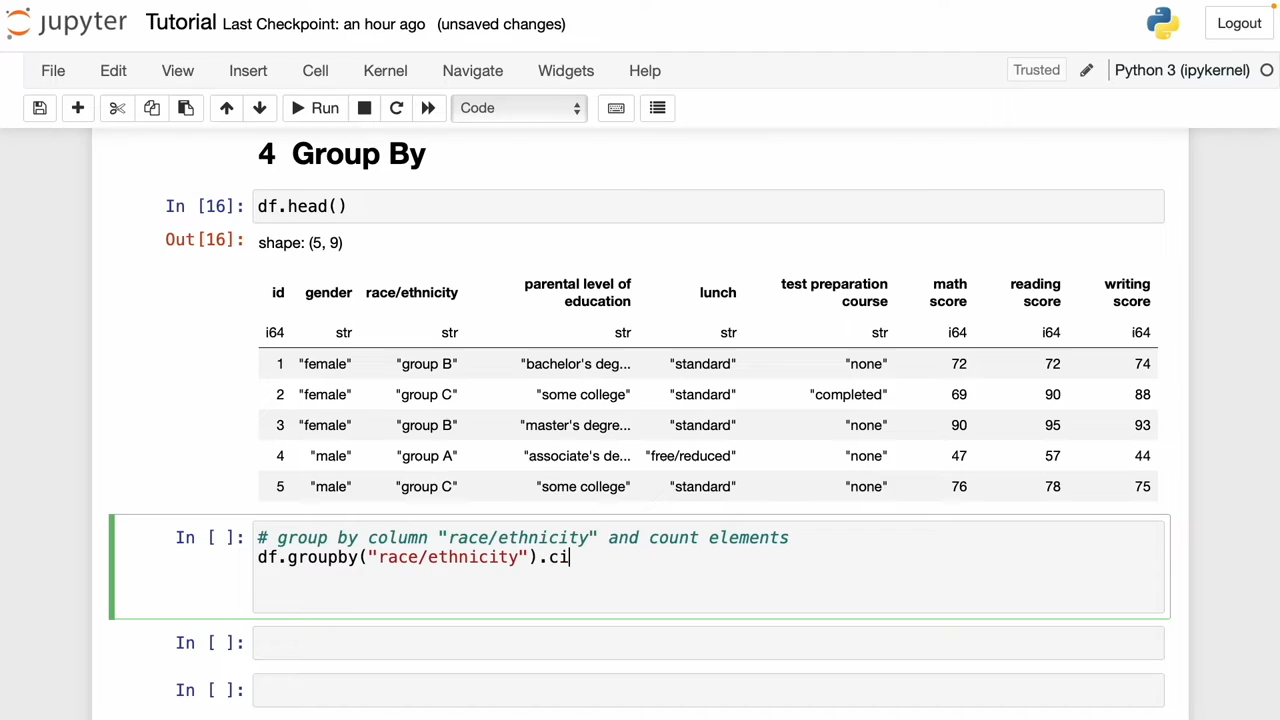 jupyter Tutorial Last Checkpoint: an hour ago (unsaved changes) Logout
File Edit View Insert Cell Kernel Navigate Widgets Help Trusted Python 3 (ipykernel)
Run Code
4 Group By
In [16]: df.head()
Out[16]: shape: (5, 9)
id gender race/ethnicity parental level of education lunch test preparation course math score reading score writing score
i64 str str str str str i64 i64 i64
1 "female" "group B" "bachelor's deg... "standard" "none" 72 72 74
2 "female" "group C" "some college" "standard" "completed" 69 90 88
3 "female" "group B" "master's degre... "standard" "none" 90 95 93
4 "male" "group A" "associate's de... "free/reduced" "none" 47 57 44
5 "male" "group C" "some college" "standard" "none" 76 78 75
In [ ]: # group by column "race/ethnicity" and count elements
df.groupby("race/ethnicity").ci
In [ ]:
In [ ]: